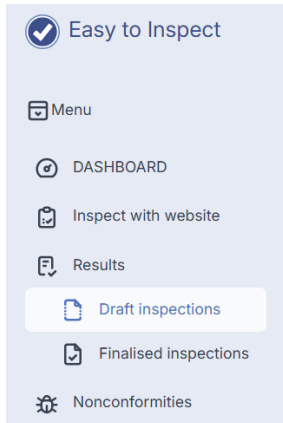 Easy to Inspect
Menu
DASHBOARD
Inspect with website
Results
Draft inspections
Finalised inspections
Nonconformities